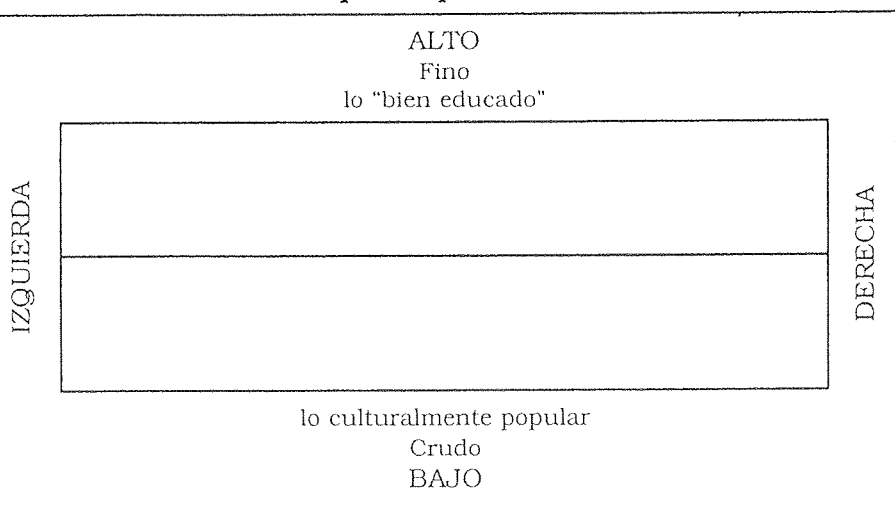 ALTO
Fino
lo "bien educado"
IZQUIERDA
DERECHA
lo culturalmente popular
Crudo
BAJO